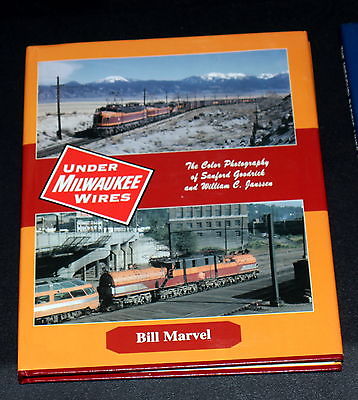 UNDER
MILWAUKEE
WIRES
The Color Photography
of Sanford Goodrick
and William C. Janssen
Bill Marvel